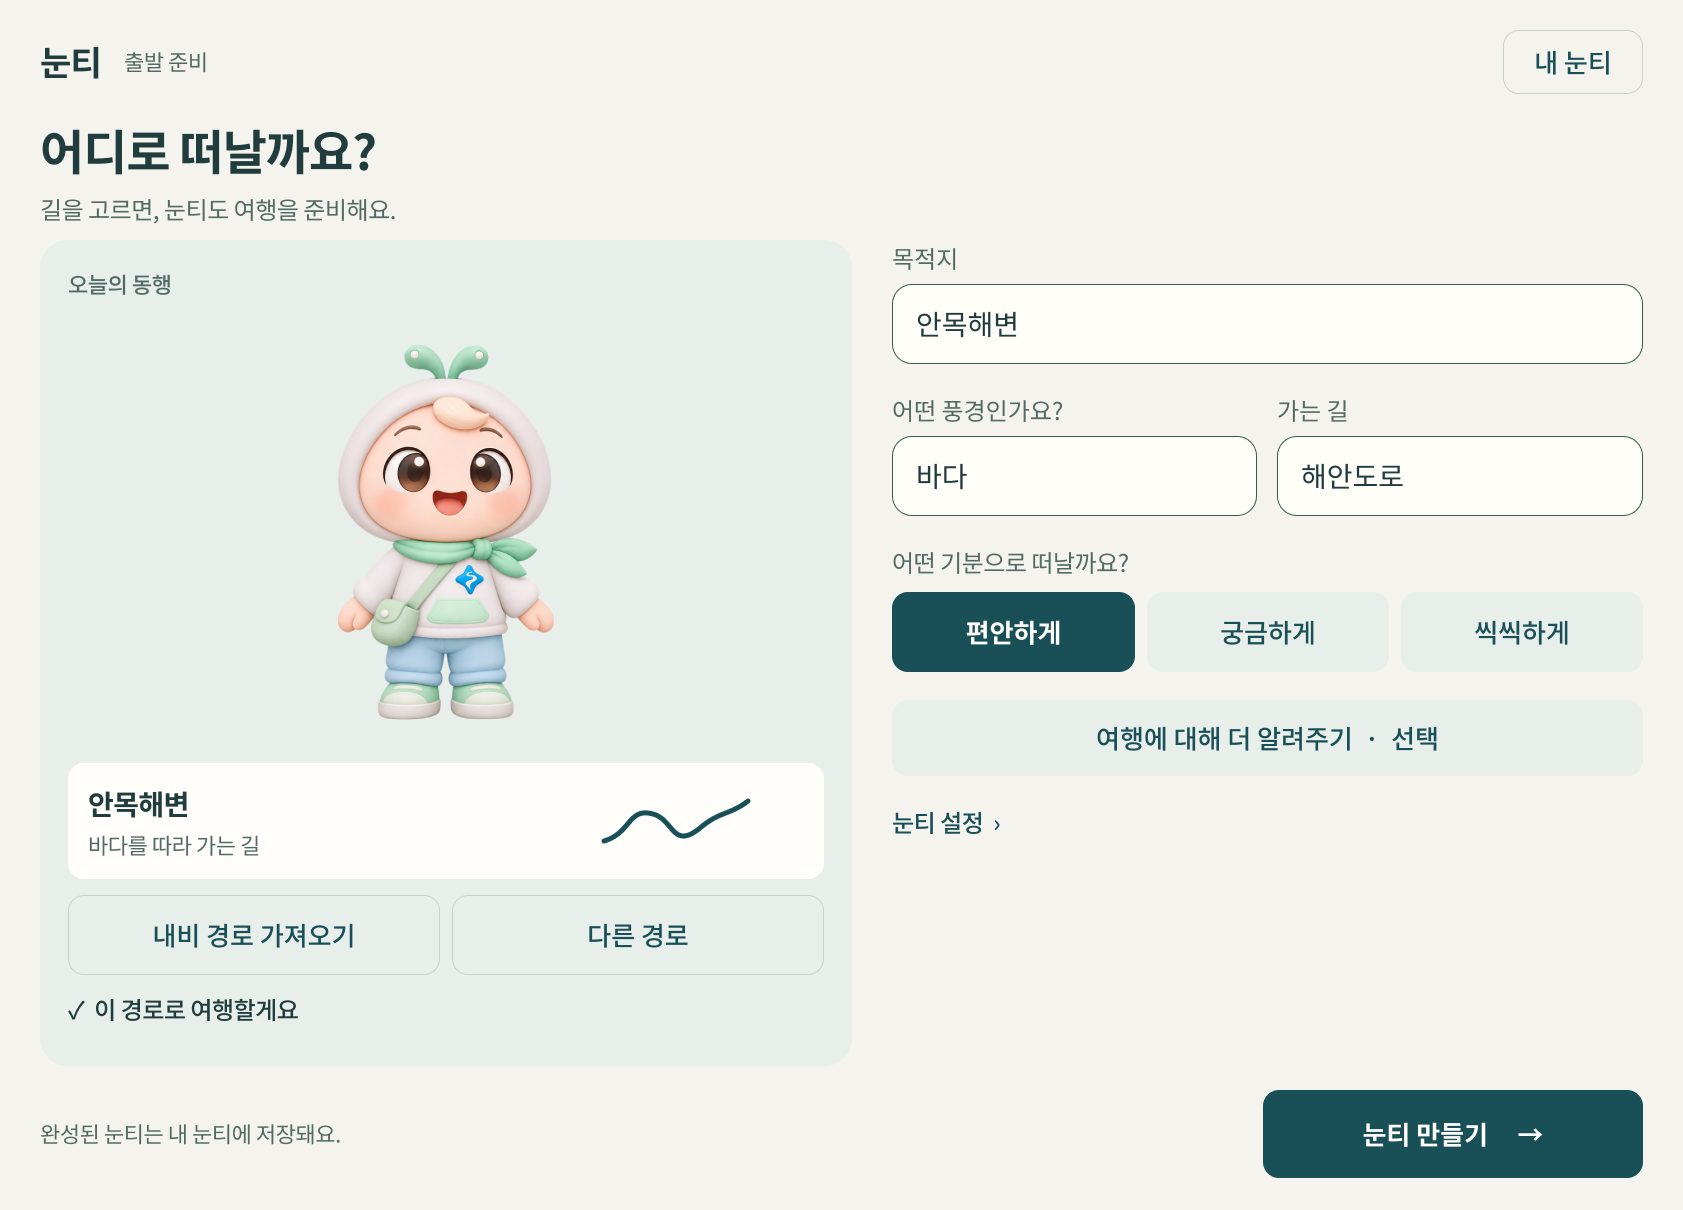 눈티
출발 준비
내 눈티
어디로 떠날까요?
길을 고르면, 눈티도 여행을 준비해요.
오늘의 동행
안목해변
바다를 따라 가는 길
내비 경로 가져오기
다른 경로
✓ 이 경로로 여행할게요
목적지
안목해변
어떤 풍경인가요?
가는 길
바다
해안도로
어떤 기분으로 떠날까요?
편안하게
궁금하게
씩씩하게
여행에 대해 더 알려주기 · 선택
눈티 설정 ›
완성된 눈티는 내 눈티에 저장돼요.
눈티 만들기 →